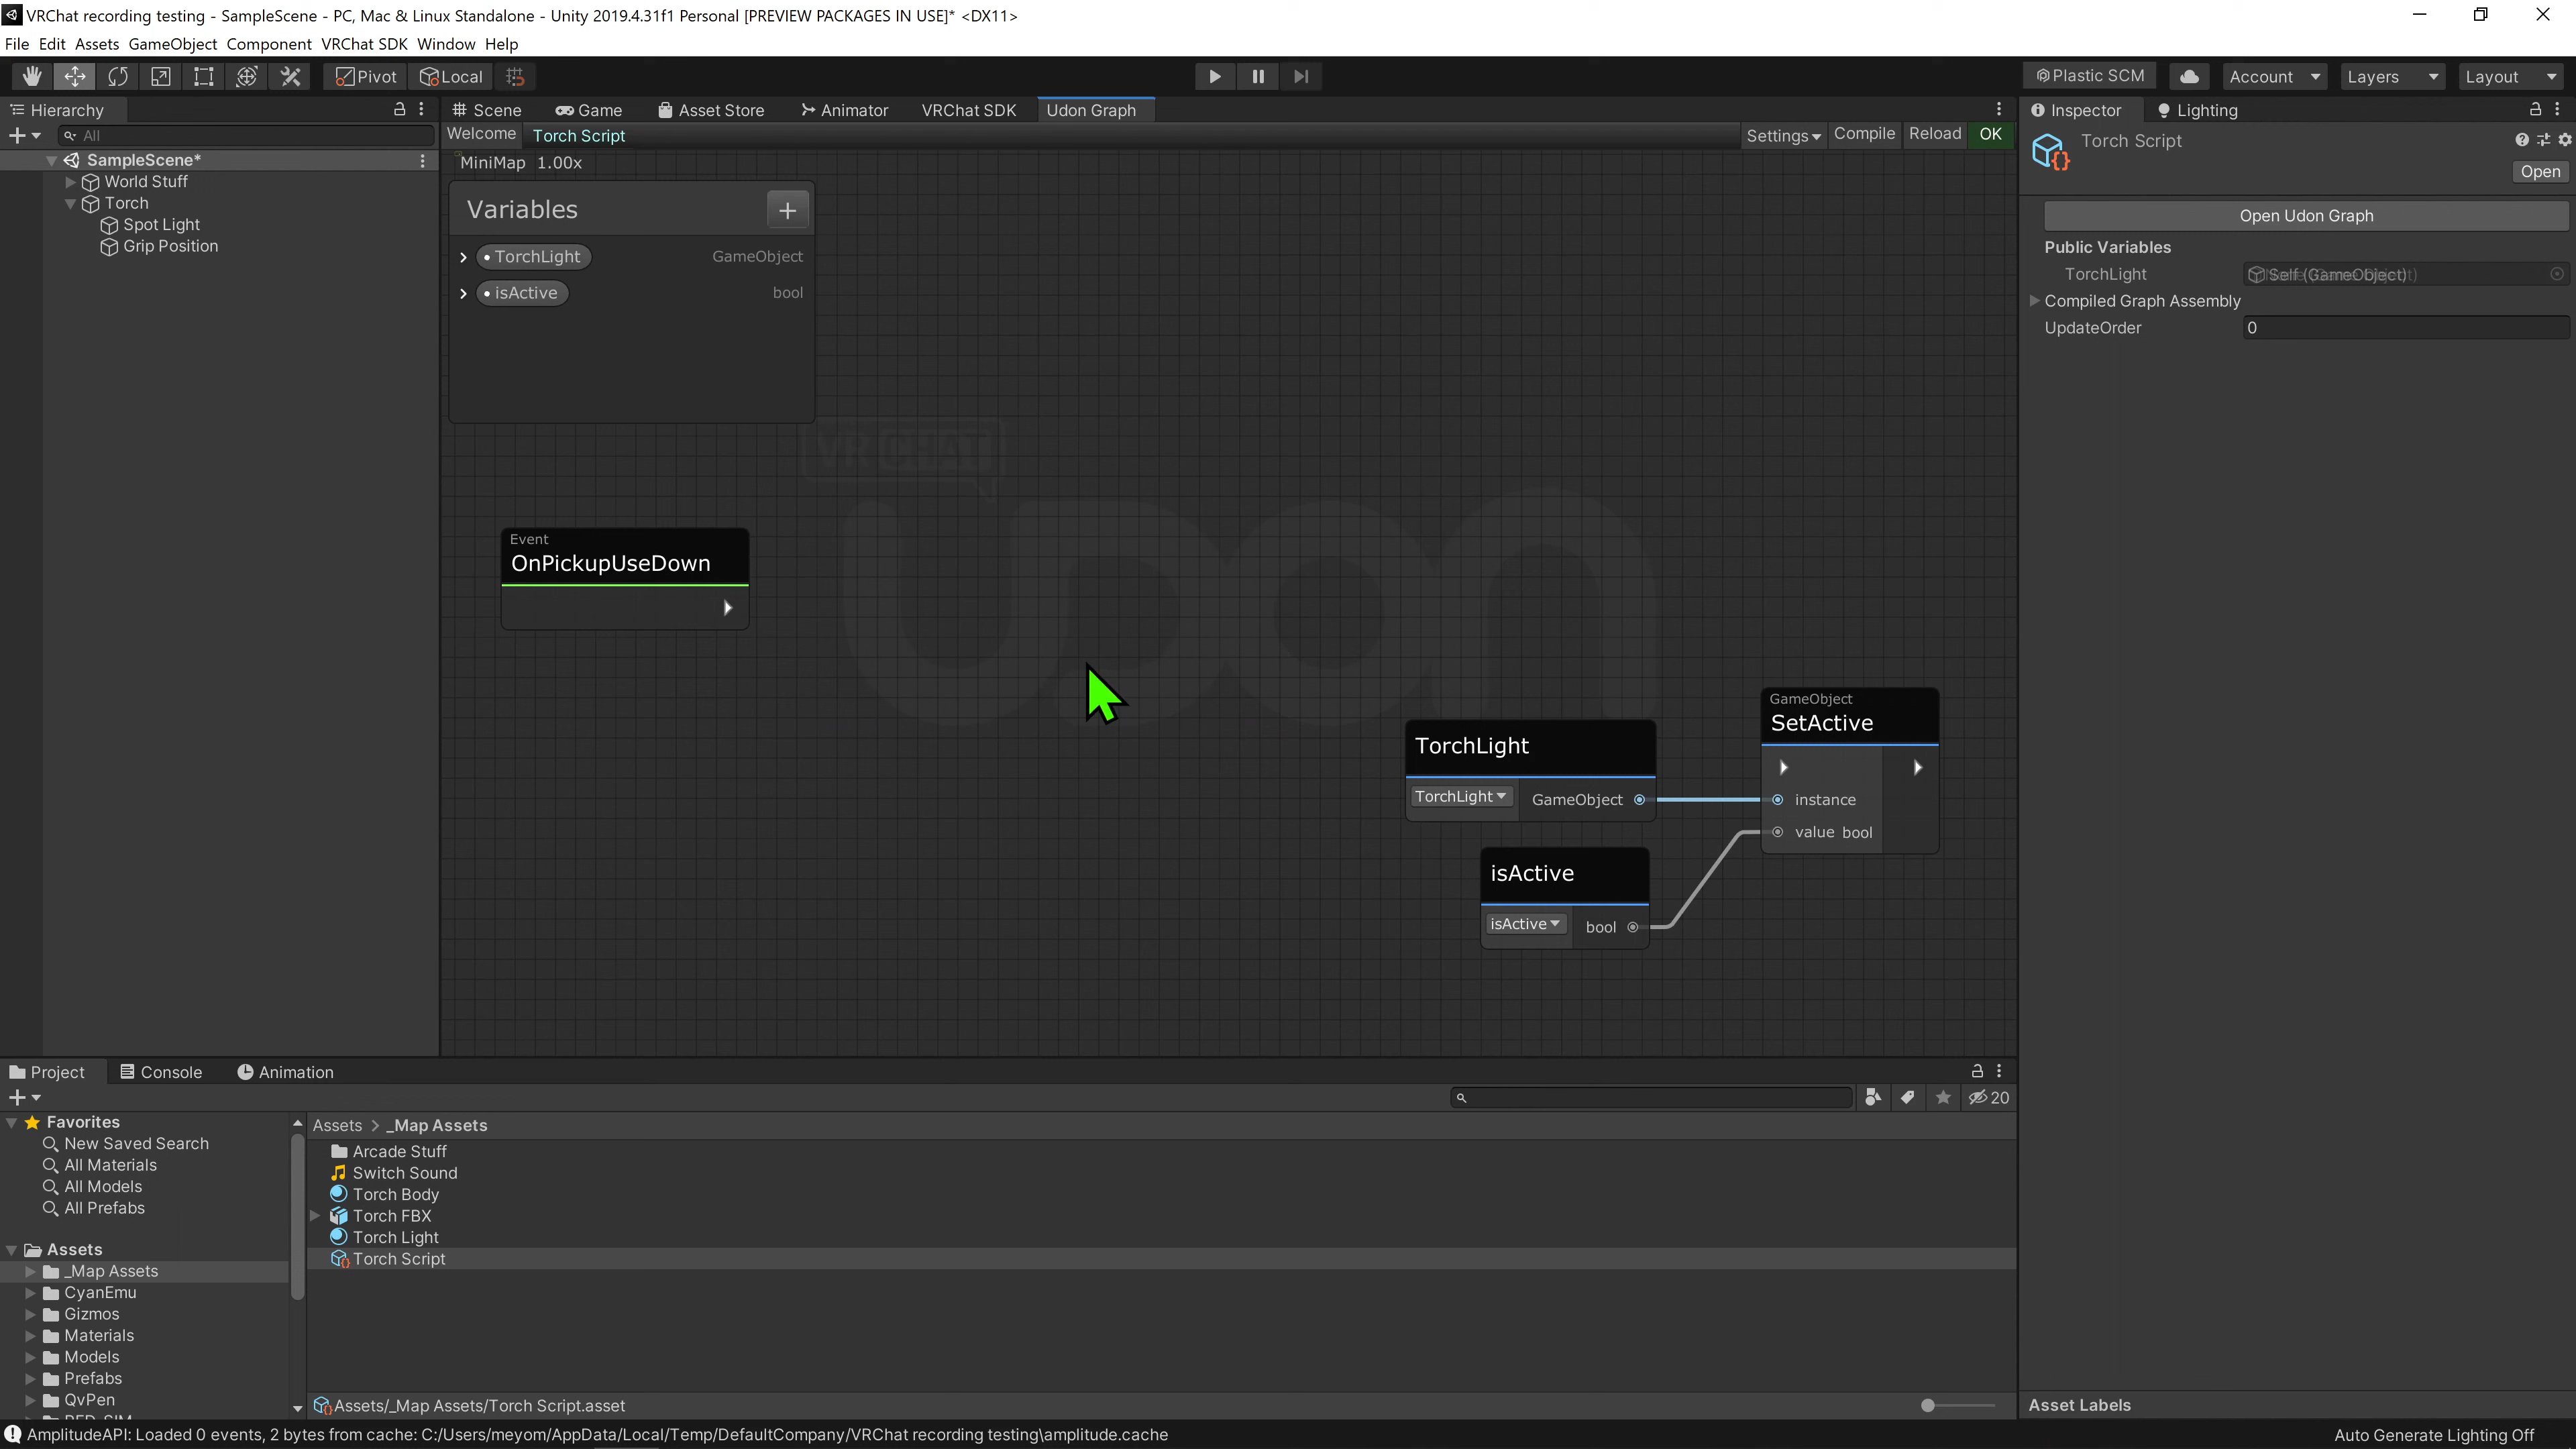 VRChat recording testing - SampleScene - PC, Mac & Linux Standalone - Unity 2019.4.31f1 Personal [PREVIEW PACKAGES IN USE]* <DX11>
File Edit Assets GameObject Component VRChat SDK Window Help
Pivot Local Plastic SCM Account Layers Layout
Hierarchy
All
SampleScene*
World Stuff
Torch
Spot Light
Grip Position
Scene Game Asset Store Animator VRChat SDK Udon Graph
Welcome Torch Script Settings Compile Reload OK
MiniMap 1.00x
Variables +
TorchLight GameObject
isActive bool
VRCHAT
UDON
Event
OnPickupUseDown
TorchLight
TorchLight GameObject
isActive
isActive bool
GameObject
SetActive
instance
value bool
Inspector Lighting
Torch Script
Open
Open Udon Graph
Public Variables
TorchLight Self (GameObject)
Compiled Graph Assembly
UpdateOrder 0
Asset Labels
Project Console Animation
20
Favorites
New Saved Search
All Materials
All Models
All Prefabs
Assets
_Map Assets
CyanEmu
Gizmos
Materials
Models
Prefabs
QvPen
Assets > _Map Assets
Arcade Stuff
Switch Sound
Torch Body
Torch FBX
Torch Light
Torch Script
Assets/_Map Assets/Torch Script.asset
AmplitudeAPI: Loaded 0 events, 2 bytes from cache: C:/Users/meyom/AppData/Local/Temp/DefaultCompany/VRChat recording testing\amplitude.cache
Auto Generate Lighting Off